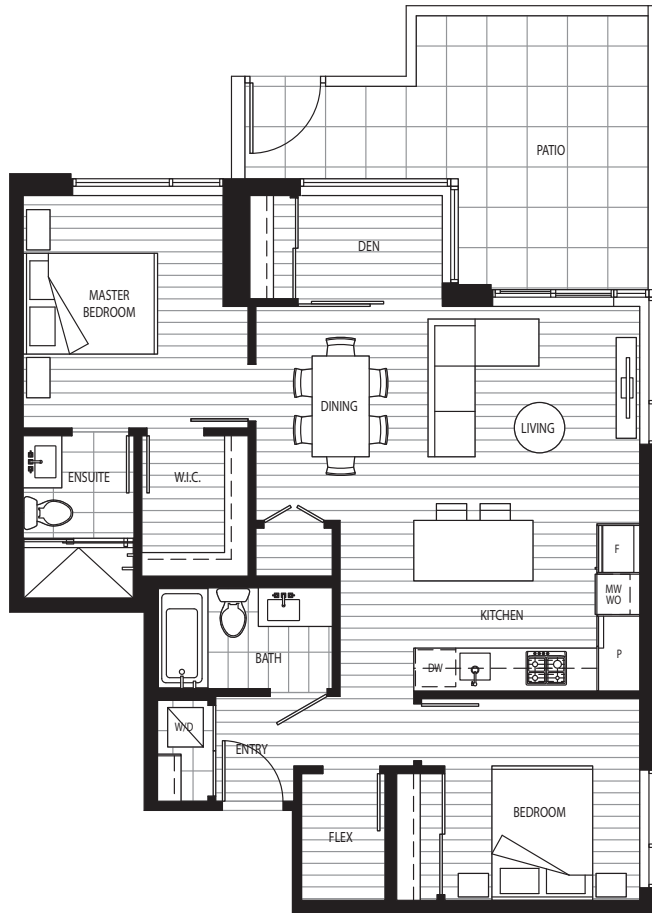 PATIO
DEN
MASTER
BEDROOM
DINING
LIVING
ENSUITE
W.I.C.
F
MW
WO
KITCHEN
P
BATH
DW
W/D
ENTRY
BEDROOM
FLEX